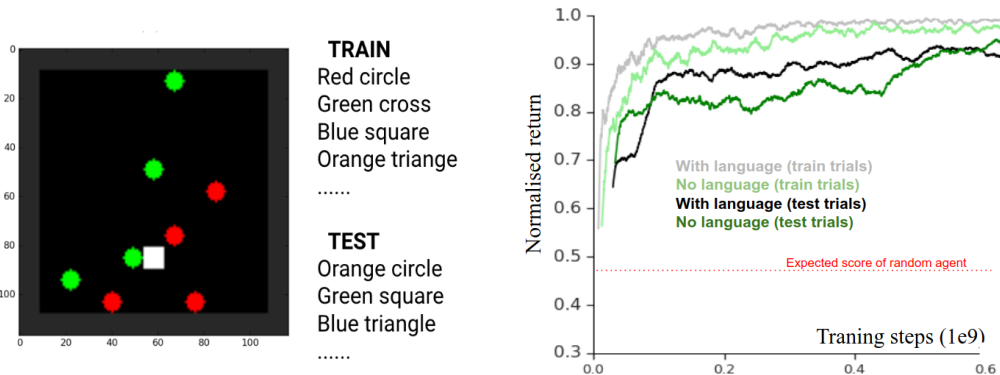 0
20
40
60
80
100
0
20
40
60
80
100
TRAIN
Red circle
Green cross
Blue square
Orange triange
......
TEST
Orange circle
Green square
Blue triangle
......
Normalised return
1.0
0.9
0.8
0.7
0.6
0.5
0.4
0.3
With language (train trials)
No language (train trials)
With language (test trials)
No language (test trials)
Expected score of random agent
Traning steps (1e9)
0.0
0.2
0.4
0.6